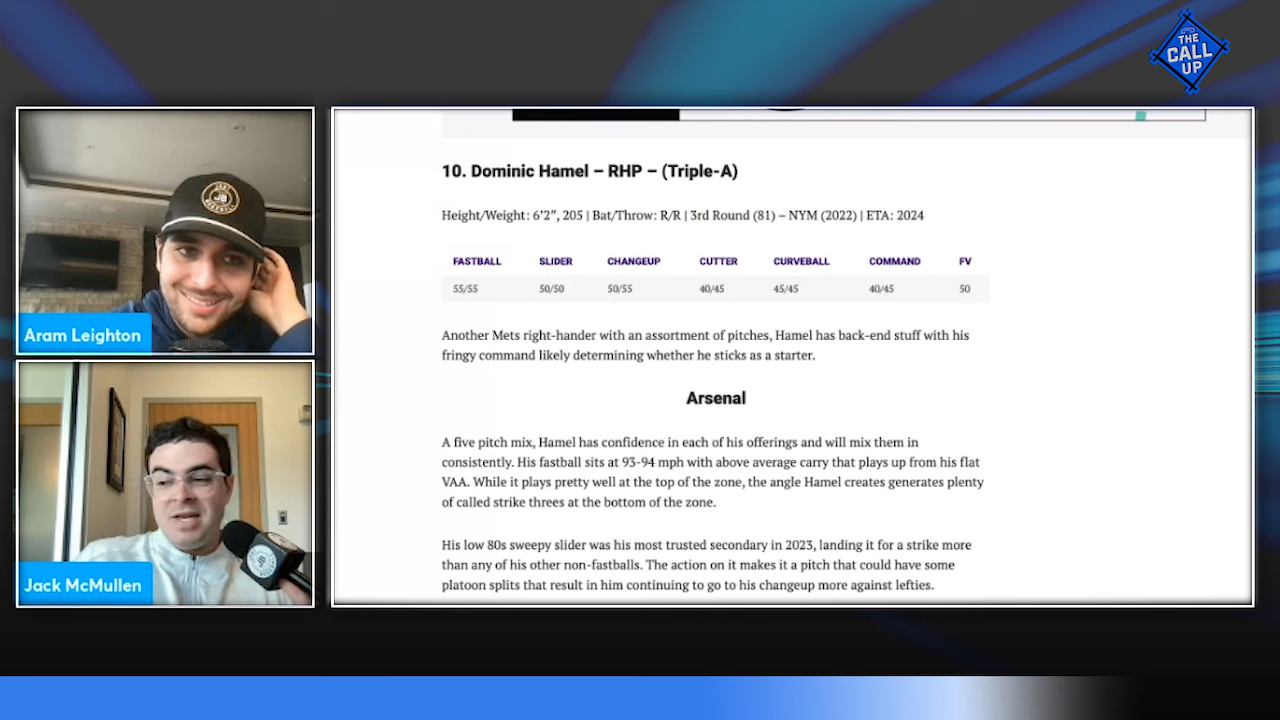 THE
CALL
UP
JB
Aram Leighton
Jack McMullen
10. Dominic Hamel – RHP – (Triple-A)
Height/Weight: 6’2″, 205 | Bat/Throw: R/R | 3rd Round (81) – NYM (2022) | ETA: 2024
FASTBALL SLIDER CHANGEUP CUTTER CURVEBALL COMMAND FV
55/55 50/50 50/55 40/45 45/45 40/45 50
Another Mets right-hander with an assortment of pitches, Hamel has back-end stuff with his
fringy command likely determining whether he sticks as a starter.
Arsenal
A five pitch mix, Hamel has confidence in each of his offerings and will mix them in
consistently. His fastball sits at 93-94 mph with above average carry that plays up from his flat
VAA. While it plays pretty well at the top of the zone, the angle Hamel creates generates plenty
of called strike threes at the bottom of the zone.
His low 80s sweepy slider was his most trusted secondary in 2023, landing it for a strike more
than any of his other non-fastballs. The action on it makes it a pitch that could have some
platoon splits that result in him continuing to go to his changeup more against lefties.